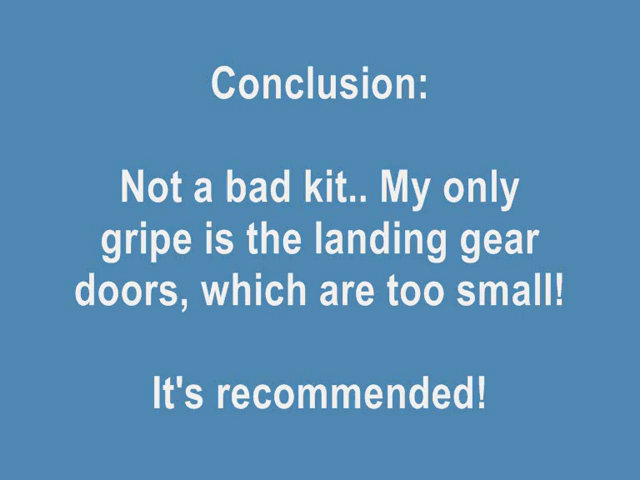 Conclusion:
Not a bad kit.. My only
gripe is the landing gear
doors, which are too small!
It's recommended!